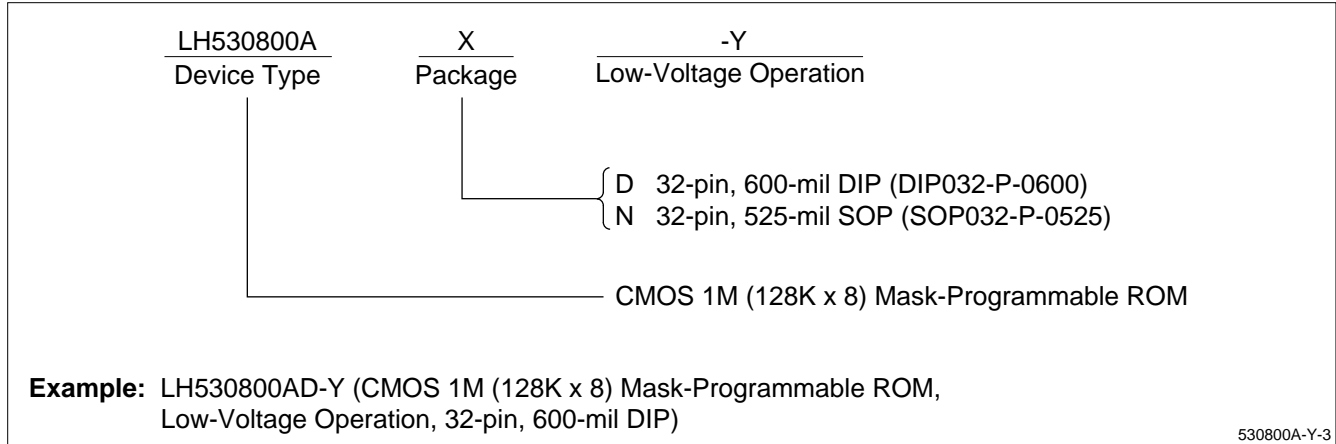 LH530800A X -Y
Device Type Package Low-Voltage Operation
D 32-pin, 600-mil DIP (DIP032-P-0600)
N 32-pin, 525-mil SOP (SOP032-P-0525)
CMOS 1M (128K x 8) Mask-Programmable ROM
Example: LH530800AD-Y (CMOS 1M (128K x 8) Mask-Programmable ROM,
Low-Voltage Operation, 32-pin, 600-mil DIP)
530800A-Y-3